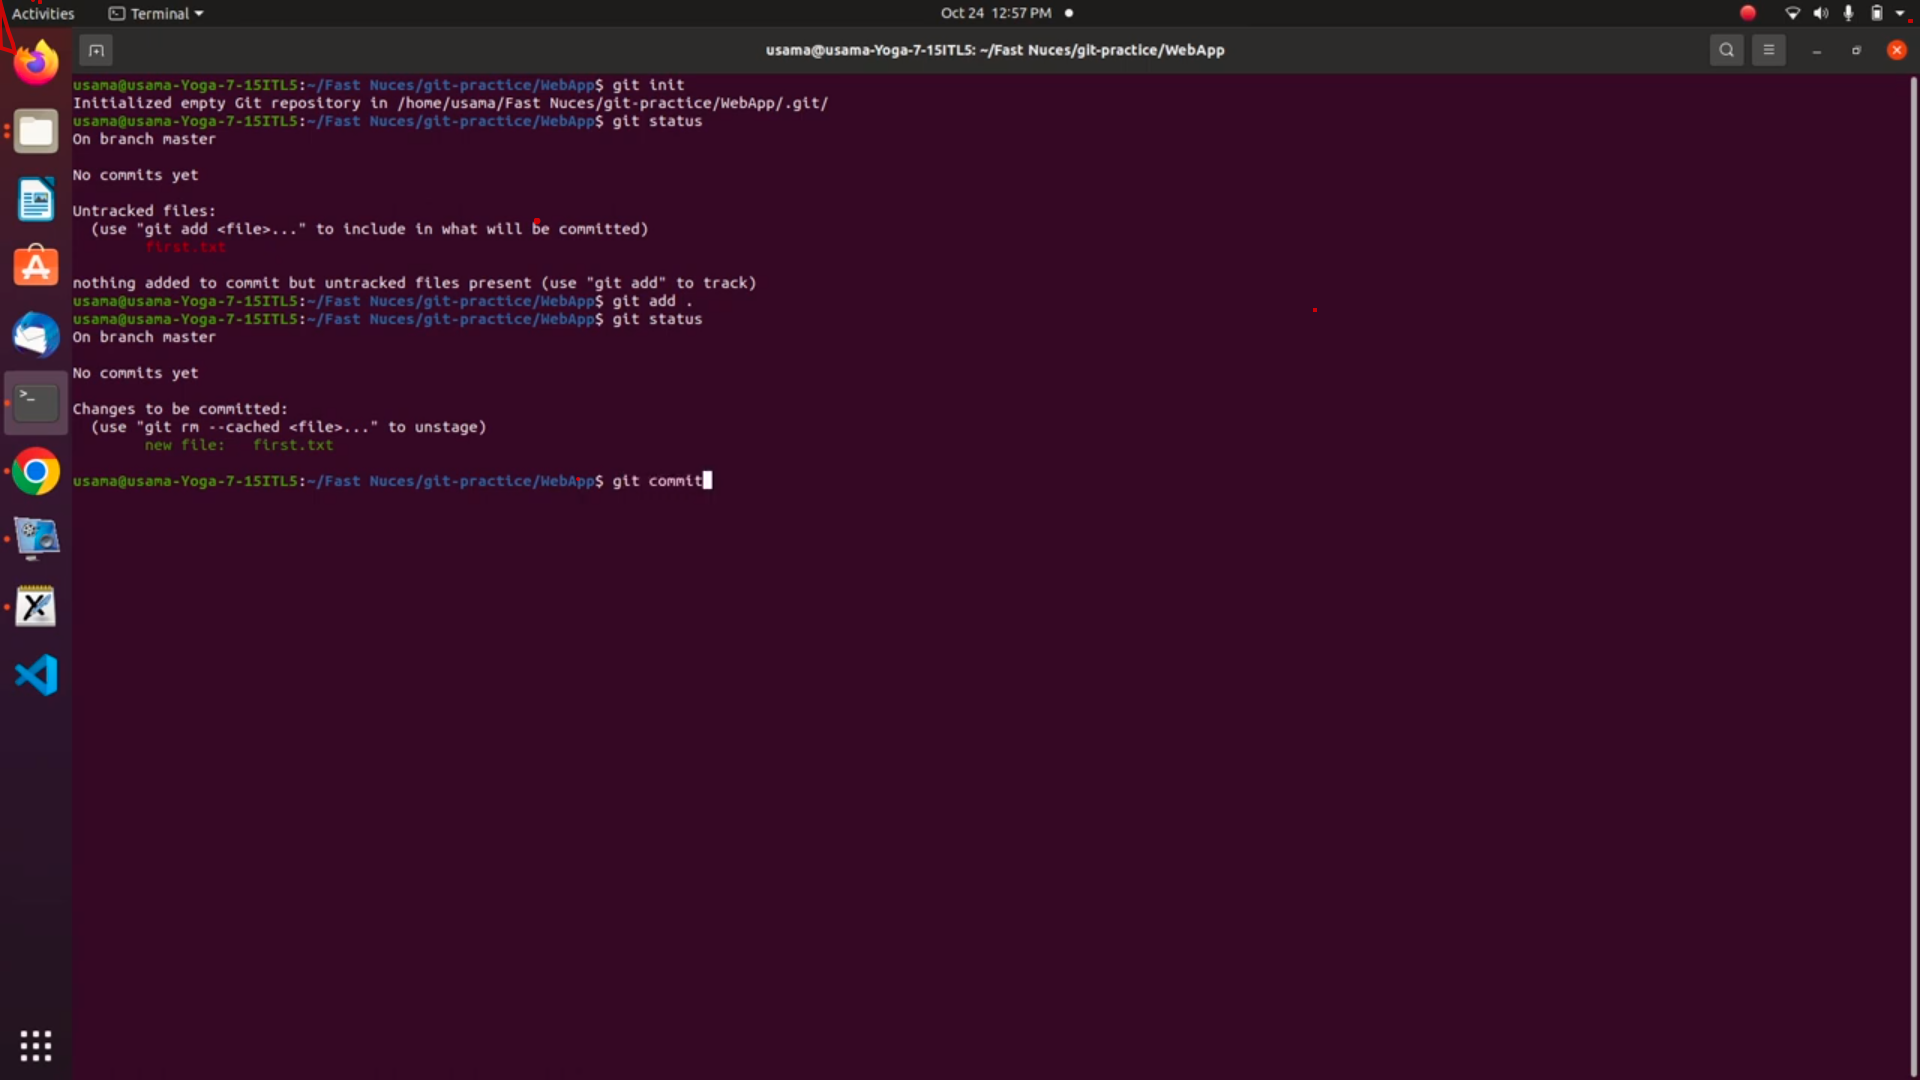 Activities Terminal Oct 24 12:57 PM
usama@usama-Yoga-7-15ITL5: ~/Fast Nuces/git-practice/WebApp
usama@usama-Yoga-7-15ITL5:~/Fast Nuces/git-practice/WebApp$ git init
Initialized empty Git repository in /home/usama/Fast Nuces/git-practice/WebApp/.git/
usama@usama-Yoga-7-15ITL5:~/Fast Nuces/git-practice/WebApp$ git status
On branch master
No commits yet
Untracked files:
(use "git add <file>..." to include in what will be committed)
first.txt
nothing added to commit but untracked files present (use "git add" to track)
usama@usama-Yoga-7-15ITL5:~/Fast Nuces/git-practice/WebApp$ git add .
usama@usama-Yoga-7-15ITL5:~/Fast Nuces/git-practice/WebApp$ git status
On branch master
No commits yet
Changes to be committed:
(use "git rm --cached <file>..." to unstage)
new file:   first.txt
usama@usama-Yoga-7-15ITL5:~/Fast Nuces/git-practice/WebApp$ git commit